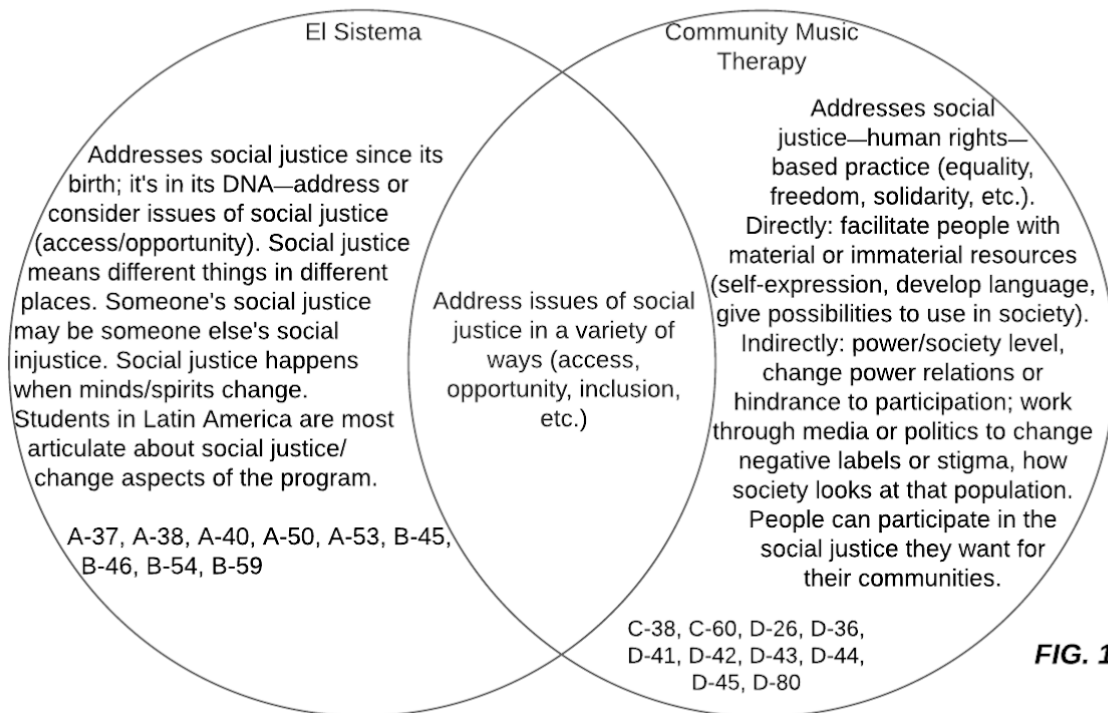 El Sistema
Addresses social justice since its
birth; it's in its DNA—address or
consider issues of social justice
(access/opportunity). Social justice
means different things in different
places. Someone's social justice
may be someone else's social
injustice. Social justice happens
when minds/spirits change.
Students in Latin America are most
articulate about social justice/
change aspects of the program.
A-37, A-38, A-40, A-50, A-53, B-45,
B-46, B-54, B-59
Address issues of social
justice in a variety of
ways (access,
opportunity, inclusion,
etc.)
Community Music
Therapy
Addresses social
justice—human rights—
based practice (equality,
freedom, solidarity, etc.).
Directly: facilitate people with
material or immaterial resources
(self-expression, develop language,
give possibilities to use in society).
Indirectly: power/society level,
change power relations or
hindrance to participation; work
through media or politics to change
negative labels or stigma, how
society looks at that population.
People can participate in the
social justice they want for
their communities.
C-38, C-60, D-26, D-36,
D-41, D-42, D-43, D-44,
D-45, D-80
FIG. 1